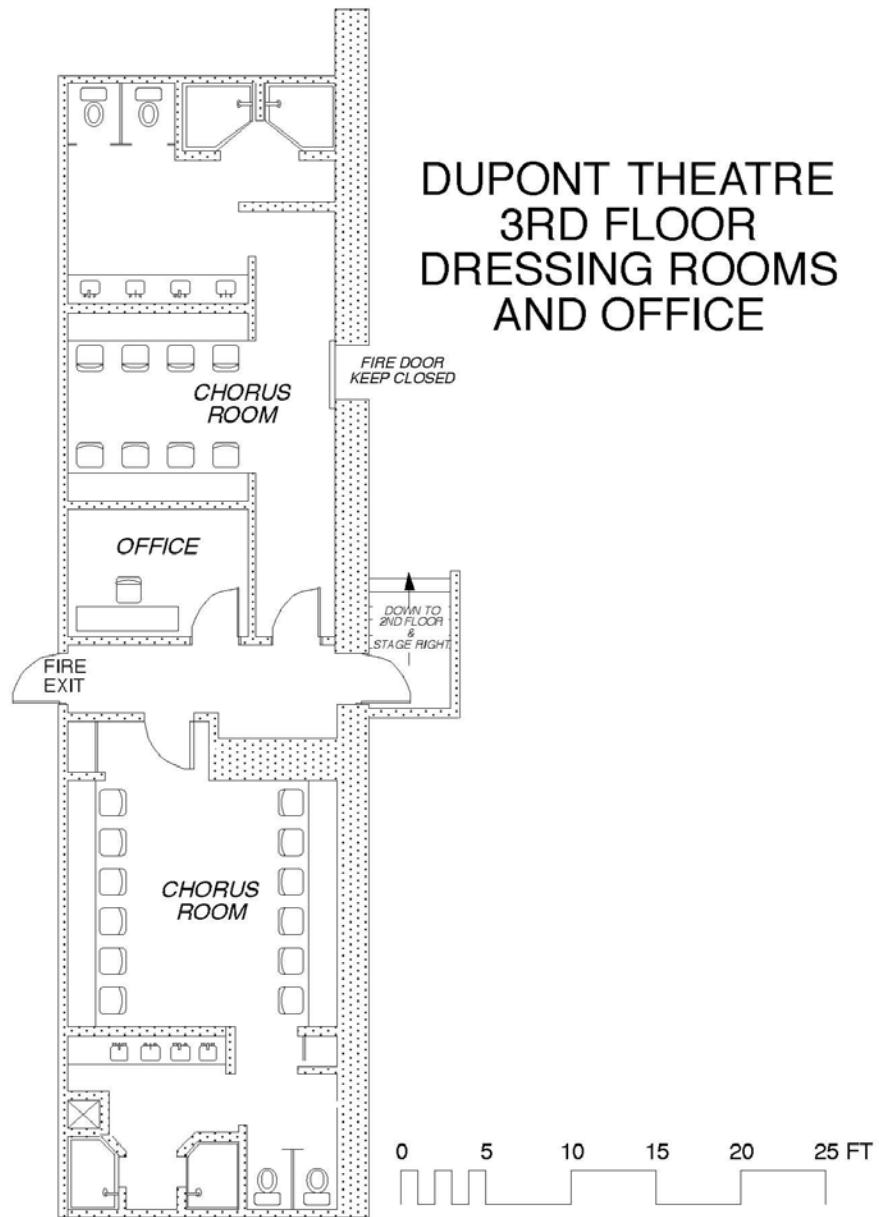 DUPONT THEATRE
3RD FLOOR
DRESSING ROOMS
AND OFFICE
FIRE DOOR
KEEP CLOSED
CHORUS
ROOM
OFFICE
DOWN TO
2ND FLOOR
&
STAGE RIGHT
FIRE
EXIT
CHORUS
ROOM
0 5 10 15 20 25 FT